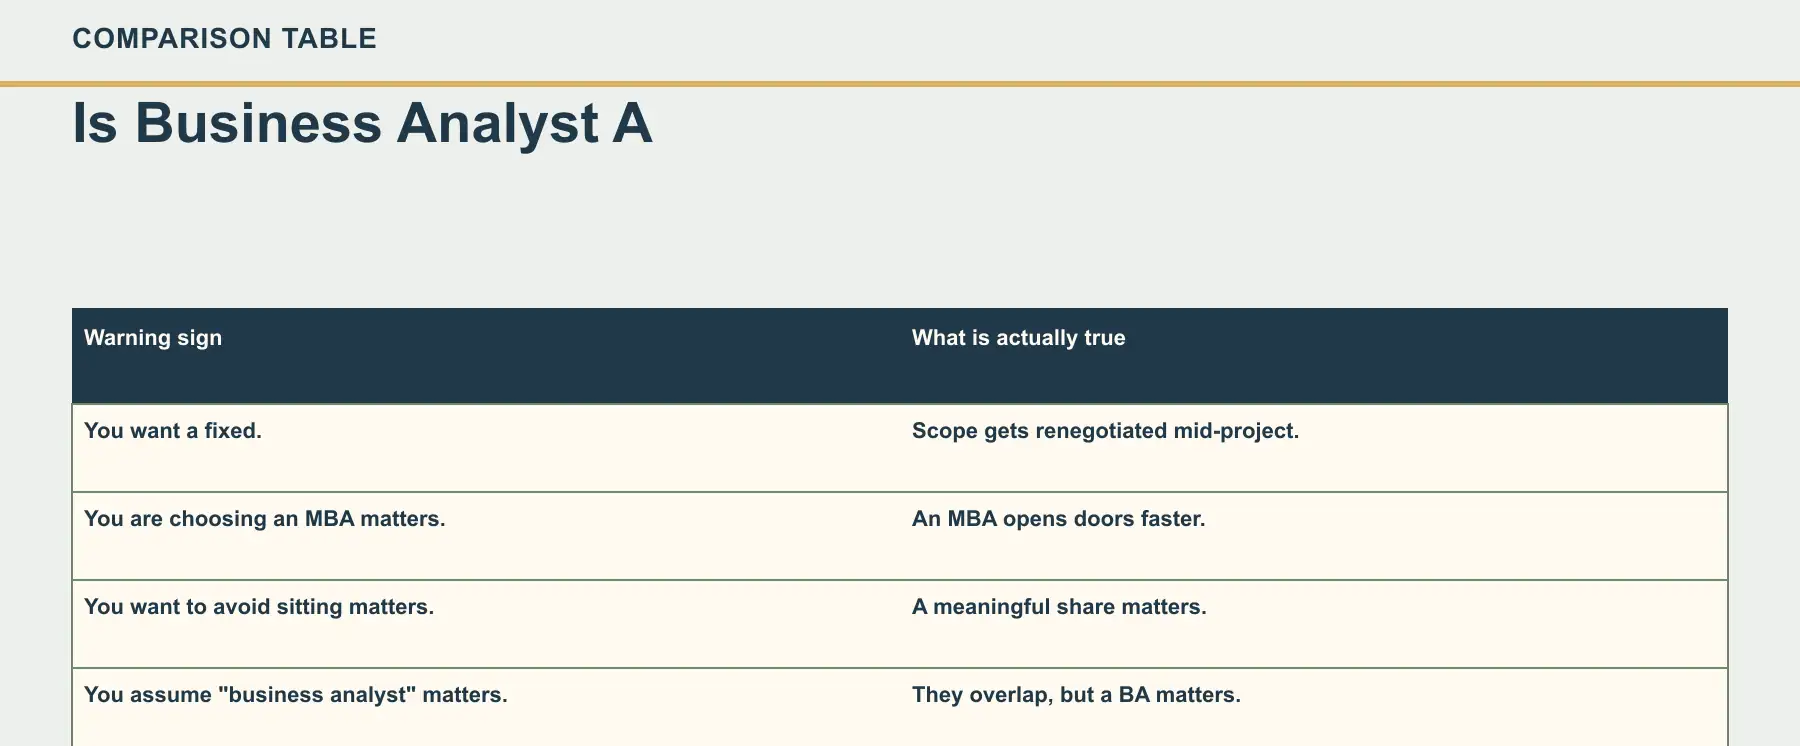 COMPARISON TABLE
Is Business Analyst A
Warning sign
What is actually true
You want a fixed.
Scope gets renegotiated mid-project.
You are choosing an MBA matters.
An MBA opens doors faster.
You want to avoid sitting matters.
A meaningful share matters.
You assume "business analyst" matters.
They overlap, but a BA matters.